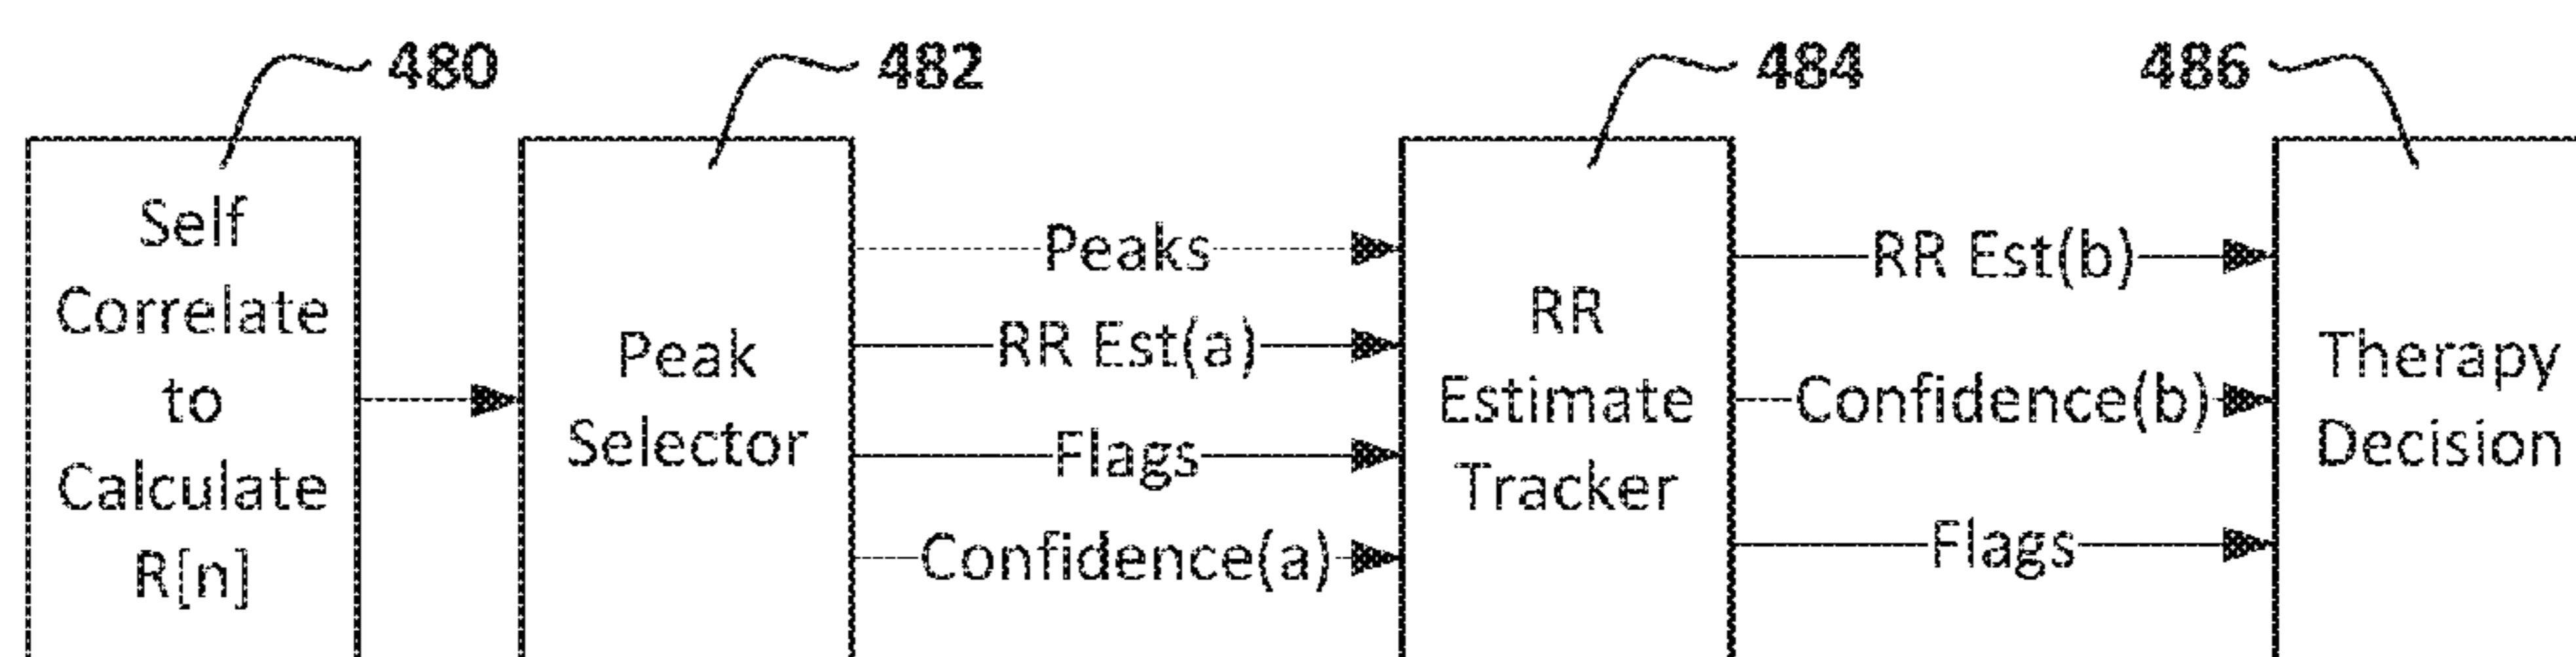 480
482
484
486
Self
Correlate
to
Calculate
R[n]
Peak
Selector
Peaks
RR Est(a)
Flags
Confidence(a)
RR
Estimate
Tracker
RR Est(b)
Confidence(b)
Flags
Therapy
Decision